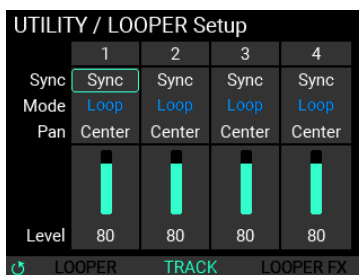 UTILITY / LOOPER Setup
1 2 3 4
Sync Sync Sync Sync Sync
Mode Loop Loop Loop Loop
Pan Center Center Center Center
Level 80 80 80 80
LOOPER TRACK LOOPER FX